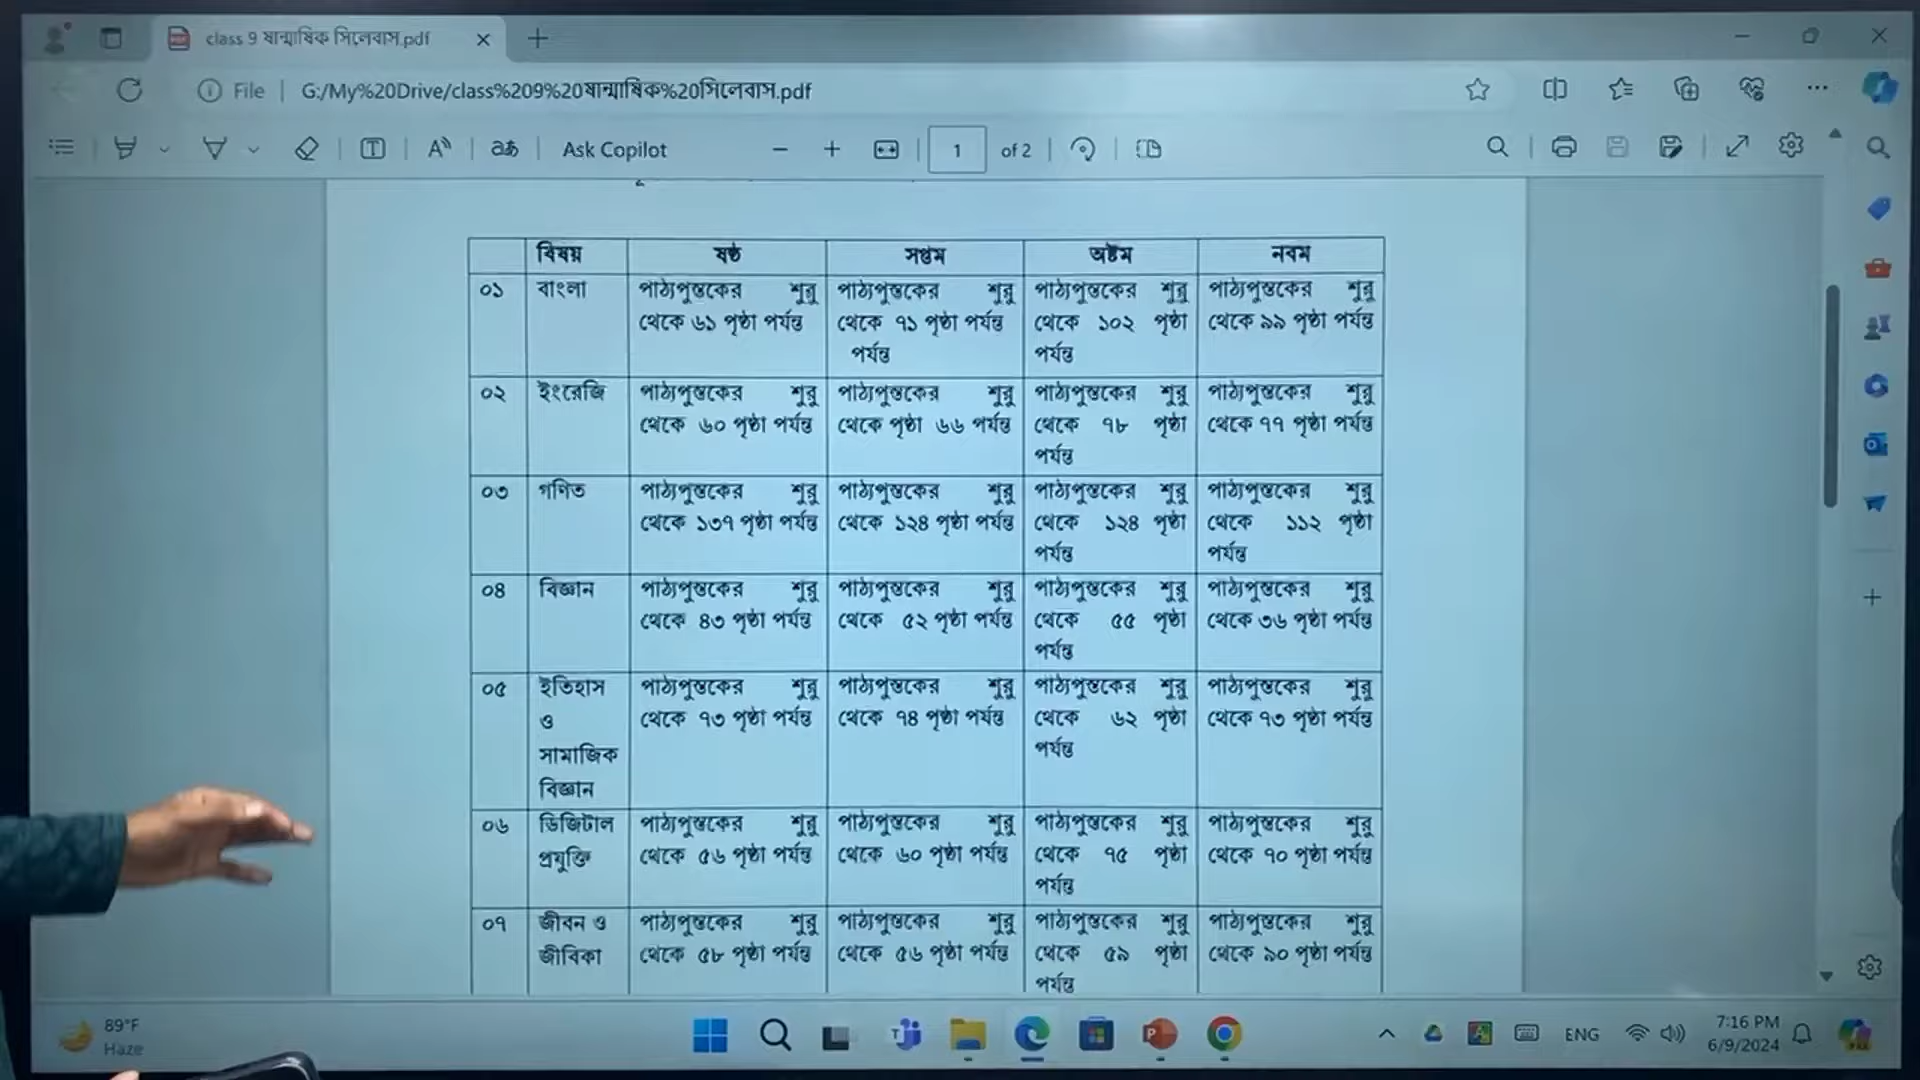 class 9 ষান্মাষিক সিলেবাস.pdf
File G:/My%20Drive/class%209%20ষান্মাষিক%20সিলেবাস.pdf
Ask Copilot
1 of 2
বিষয় ষষ্ঠ সপ্তম অষ্টম নবম
০১ বাংলা পাঠ্যপুস্তকের শুরু পাঠ্যপুস্তকের শুরু পাঠ্যপুস্তকের শুরু পাঠ্যপুস্তকের শুরু
থেকে ৬১ পৃষ্ঠা পর্যন্ত থেকে ৭১ পৃষ্ঠা পর্যন্ত থেকে ১০২ পৃষ্ঠা থেকে ৯৯ পৃষ্ঠা পর্যন্ত
পর্যন্ত পর্যন্ত
০২ ইংরেজি পাঠ্যপুস্তকের শুরু পাঠ্যপুস্তকের শুরু পাঠ্যপুস্তকের শুরু পাঠ্যপুস্তকের শুরু
থেকে ৬০ পৃষ্ঠা পর্যন্ত থেকে পৃষ্ঠা ৬৬ পর্যন্ত থেকে ৭৮ পৃষ্ঠা থেকে ৭৭ পৃষ্ঠা পর্যন্ত
পর্যন্ত
০৩ গণিত পাঠ্যপুস্তকের শুরু পাঠ্যপুস্তকের শুরু পাঠ্যপুস্তকের শুরু পাঠ্যপুস্তকের শুরু
থেকে ১৩৭ পৃষ্ঠা পর্যন্ত থেকে ১২৪ পৃষ্ঠা পর্যন্ত থেকে ১২৪ পৃষ্ঠা থেকে ১১২ পৃষ্ঠা
পর্যন্ত পর্যন্ত
০৪ বিজ্ঞান পাঠ্যপুস্তকের শুরু পাঠ্যপুস্তকের শুরু পাঠ্যপুস্তকের শুরু পাঠ্যপুস্তকের শুরু
থেকে ৪৩ পৃষ্ঠা পর্যন্ত থেকে ৫২ পৃষ্ঠা পর্যন্ত থেকে ৫৫ পৃষ্ঠা থেকে ৩৬ পৃষ্ঠা পর্যন্ত
পর্যন্ত
০৫ ইতিহাস পাঠ্যপুস্তকের শুরু পাঠ্যপুস্তকের শুরু পাঠ্যপুস্তকের শুরু পাঠ্যপুস্তকের শুরু
ও থেকে ৭৩ পৃষ্ঠা পর্যন্ত থেকে ৭৪ পৃষ্ঠা পর্যন্ত থেকে ৬২ পৃষ্ঠা থেকে ৭৩ পৃষ্ঠা পর্যন্ত
সামাজিক পর্যন্ত
বিজ্ঞান
০৬ ডিজিটাল পাঠ্যপুস্তকের শুরু পাঠ্যপুস্তকের শুরু পাঠ্যপুস্তকের শুরু পাঠ্যপুস্তকের শুরু
প্রযুক্তি থেকে ৫৬ পৃষ্ঠা পর্যন্ত থেকে ৬০ পৃষ্ঠা পর্যন্ত থেকে ৭৫ পৃষ্ঠা থেকে ৭০ পৃষ্ঠা পর্যন্ত
পর্যন্ত
০৭ জীবন ও পাঠ্যপুস্তকের শুরু পাঠ্যপুস্তকের শুরু পাঠ্যপুস্তকের শুরু পাঠ্যপুস্তকের শুরু
জীবিকা থেকে ৫৮ পৃষ্ঠা পর্যন্ত থেকে ৫৬ পৃষ্ঠা পর্যন্ত থেকে ৫৯ পৃষ্ঠা থেকে ৯০ পৃষ্ঠা পর্যন্ত
পর্যন্ত
89°F
Haze
ENG
7:16 PM
6/9/2024